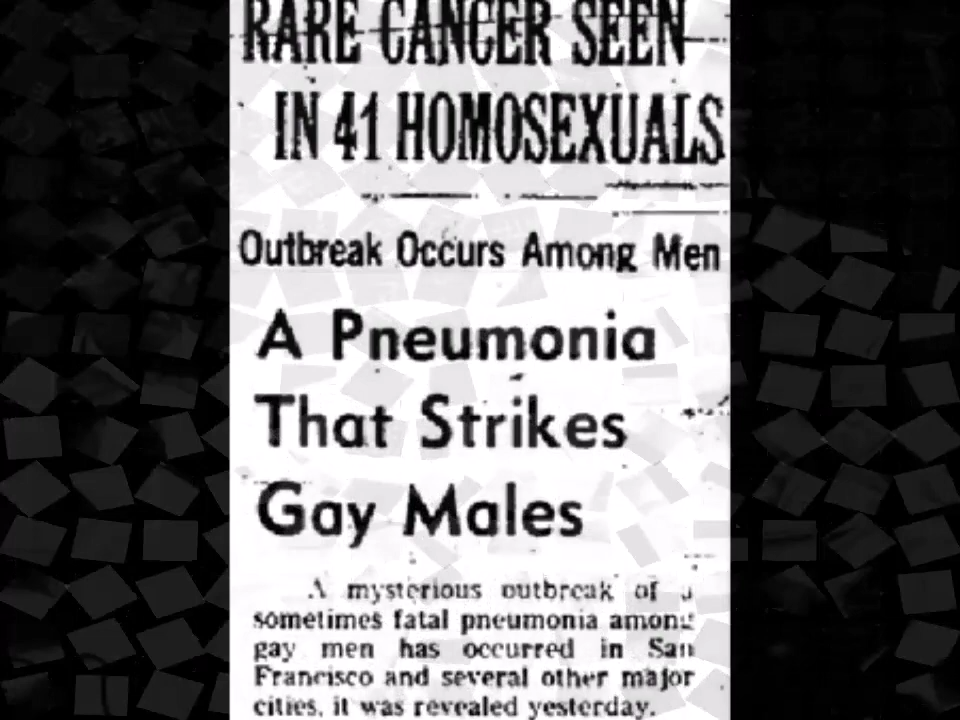 RARE CANCER SEEN
IN 41 HOMOSEXUALS
Outbreak Occurs Among Men
A Pneumonia
That Strikes
Gay Males
A mysterious outbreak of a
sometimes fatal pneumonia among
gay men has occurred in San
Francisco and several other major
cities, it was revealed yesterday.